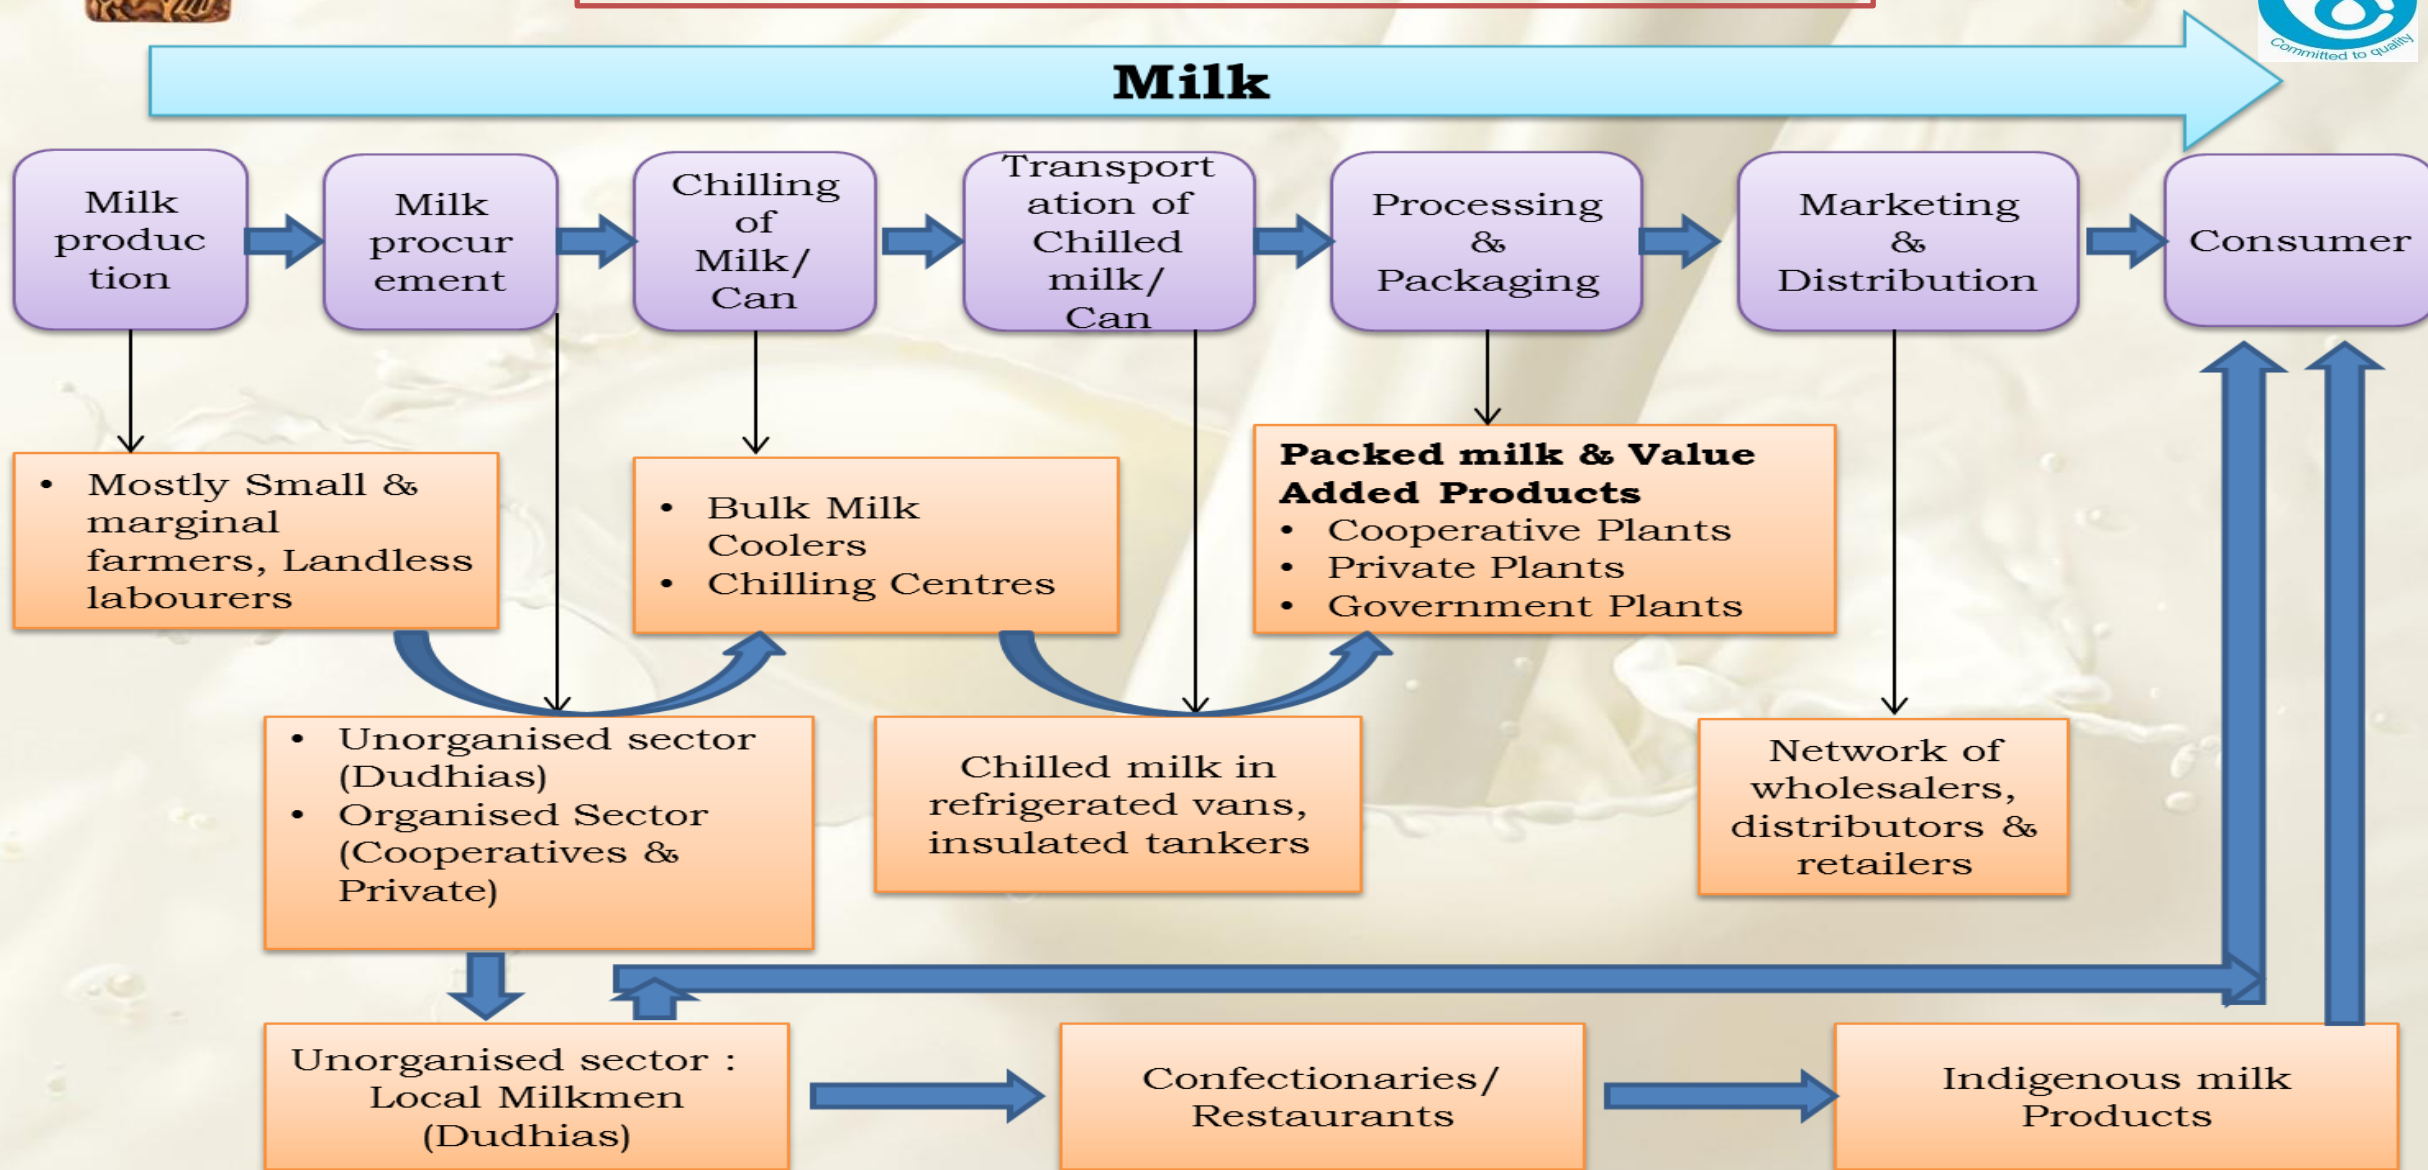 Committed to quality
Milk
Milk
produc
tion
Milk
procur
ement
Chilling
of
Milk/
Can
Transport
ation of
Chilled
milk/
Can
Processing
&
Packaging
Marketing
&
Distribution
Consumer
• Mostly Small &
marginal
farmers, Landless
labourers
• Bulk Milk
Coolers
• Chilling Centres
Packed milk & Value
Added Products
• Cooperative Plants
• Private Plants
• Government Plants
• Unorganised sector
(Dudhias)
• Organised Sector
(Cooperatives &
Private)
Chilled milk in
refrigerated vans,
insulated tankers
Network of
wholesalers,
distributors &
retailers
Unorganised sector :
Local Milkmen
(Dudhias)
Confectionaries/
Restaurants
Indigenous milk
Products